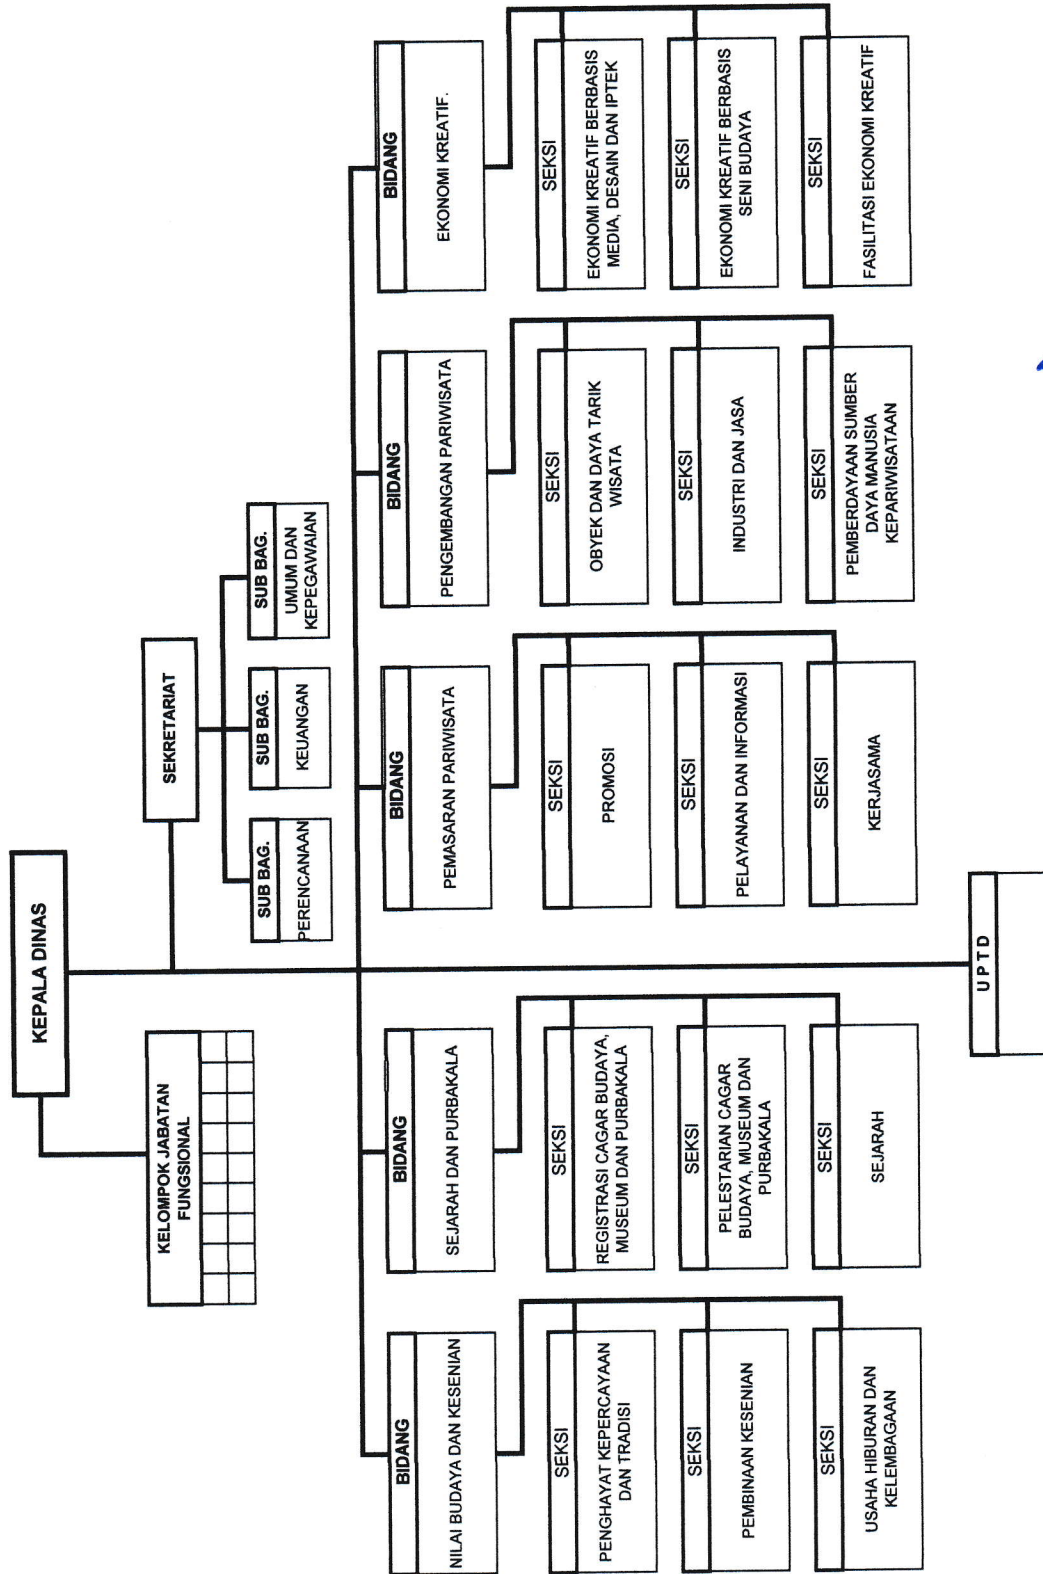 KEPALA DINAS
KELOMPOK JABATAN
FUNGSIONAL
SEKRETARIAT
SUB BAG.
PERENCANAAN
SUB BAG.
KEUANGAN
SUB BAG.
UMUM DAN
KEPEGAWAIAN
BIDANG
NILAI BUDAYA DAN KESENIAN
SEKSI
PENGHAYAT KEPERCAYAAN
DAN TRADISI
SEKSI
PEMBINAAN KESENIAN
SEKSI
USAHA HIBURAN DAN
KELEMBAGAAN
BIDANG
SEJARAH DAN PURBAKALA
SEKSI
REGISTRASI CAGAR BUDAYA,
MUSEUM DAN PURBAKALA
SEKSI
PELESTARIAN CAGAR
BUDAYA, MUSEUM DAN
PURBAKALA
SEKSI
SEJARAH
BIDANG
PEMASARAN PARIWISATA
SEKSI
PROMOSI
SEKSI
PELAYANAN DAN INFORMASI
SEKSI
KERJASAMA
BIDANG
PENGEMBANGAN PARIWISATA
SEKSI
OBYEK DAN DAYA TARIK
WISATA
SEKSI
INDUSTRI DAN JASA
SEKSI
PEMBERDAYAAN SUMBER
DAYA MANUSIA
KEPARIWISATAAN
BIDANG
EKONOMI KREATIF.
SEKSI
EKONOMI KREATIF BERBASIS
MEDIA, DESAIN DAN IPTEK
SEKSI
EKONOMI KREATIF BERBASIS
SENI BUDAYA
SEKSI
FASILITASI EKONOMI KREATIF
U P T D